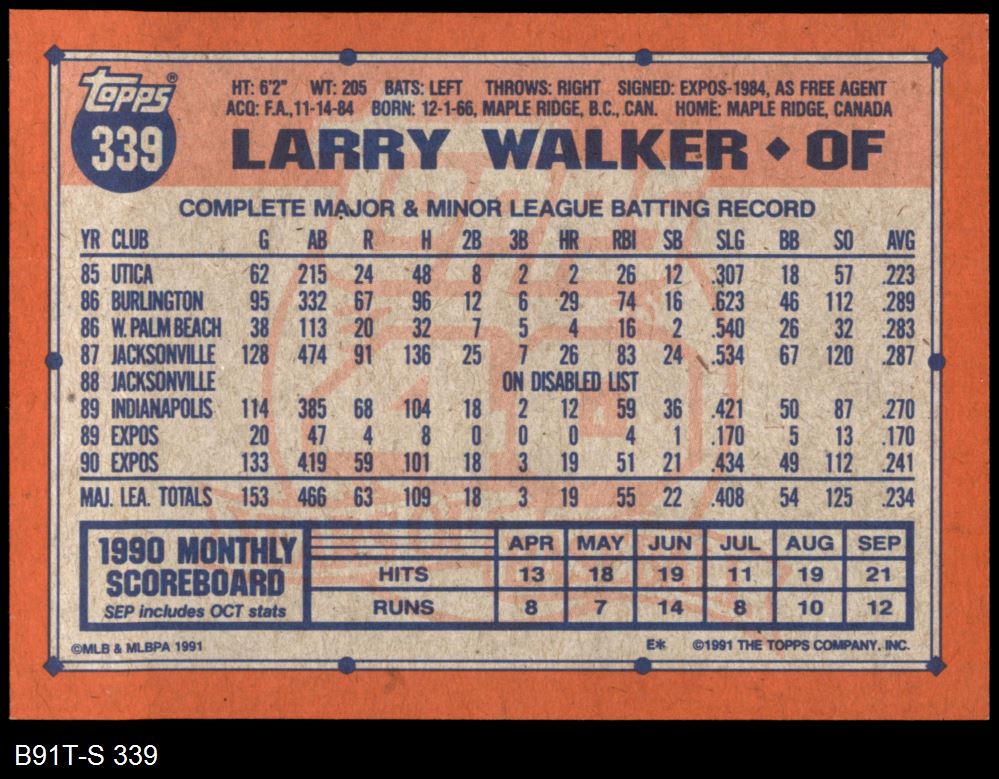 Topps®
339
HT: 6'2" WT: 205 BATS: LEFT THROWS: RIGHT SIGNED: EXPOS-1984, AS FREE AGENT
ACQ: F.A.,11-14-84 BORN: 12-1-66, MAPLE RIDGE, B.C., CAN. HOME: MAPLE RIDGE, CANADA
LARRY WALKER ◆ OF
COMPLETE MAJOR & MINOR LEAGUE BATTING RECORD
YR CLUB G AB R H 2B 3B HR RBI SB SLG BB SO AVG
85 UTICA 62 215 24 48 8 2 2 26 12 .307 18 57 .223
86 BURLINGTON 95 332 67 96 12 6 29 74 16 .623 46 112 .289
86 W. PALM BEACH 38 113 20 32 7 5 4 16 2 .540 26 32 .283
87 JACKSONVILLE 128 474 91 136 25 7 26 83 24 .534 67 120 .287
88 JACKSONVILLE ON DISABLED LIST
89 INDIANAPOLIS 114 385 68 104 18 2 12 59 36 .421 50 87 .270
89 EXPOS 20 47 4 8 0 0 0 4 1 .170 5 13 .170
90 EXPOS 133 419 59 101 18 3 19 51 21 .434 49 112 .241
MAJ. LEA. TOTALS 153 466 63 109 18 3 19 55 22 .408 54 125 .234
1990 MONTHLY
SCOREBOARD
SEP includes OCT stats
APR MAY JUN JUL AUG SEP
HITS 13 18 19 11 19 21
RUNS 8 7 14 8 10 12
©MLB & MLBPA 1991 E* ©1991 THE TOPPS COMPANY, INC.
B91T-S 339